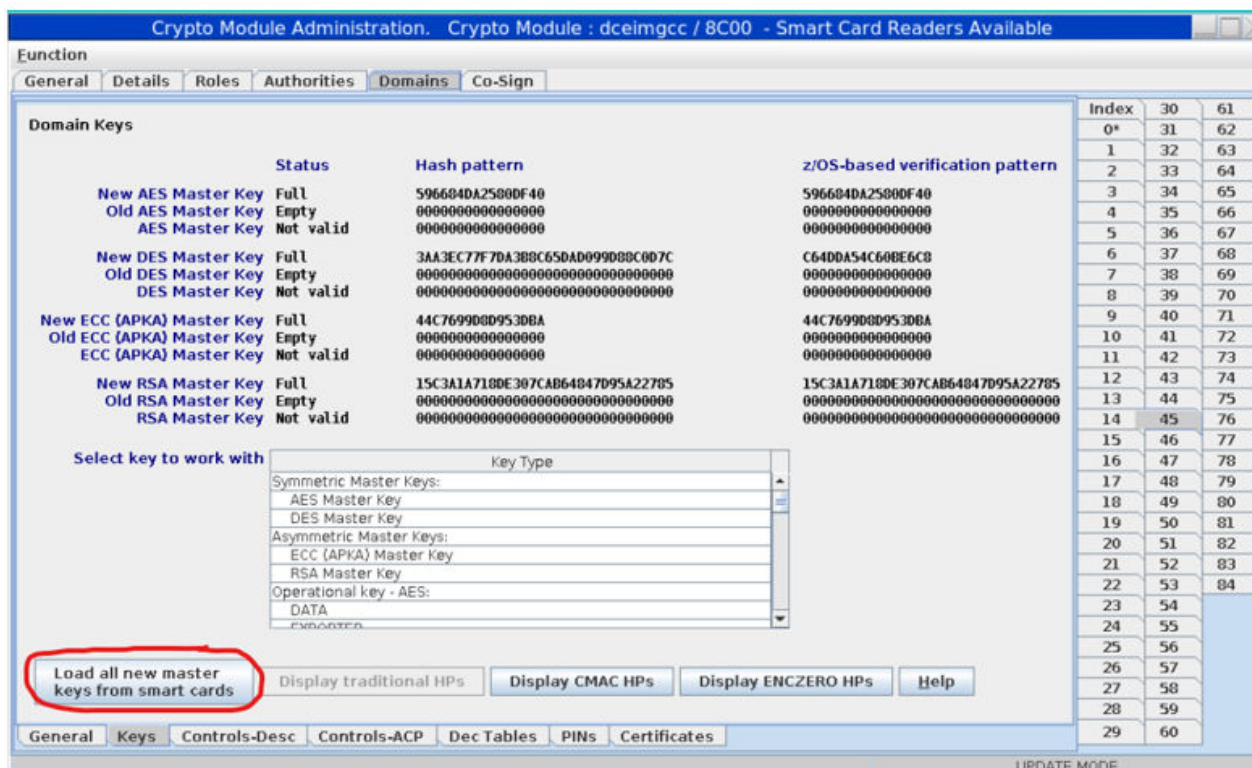 Crypto Module Administration. Crypto Module : dceimgcc / 8C00 - Smart Card Readers Available
Function
General Details Roles Authorities Domains Co-Sign
Domain Keys
Status Hash pattern z/OS-based verification pattern
New AES Master Key Full 596684DA2580DF40 596684DA2580DF40
Old AES Master Key Empty 0000000000000000 0000000000000000
AES Master Key Not valid 0000000000000000 0000000000000000
New DES Master Key Full 3AA3EC77F7DA3B8C65DAD099D88C0D7C C64DDA54C60BE6C8
Old DES Master Key Empty 00000000000000000000000000000000 0000000000000000
DES Master Key Not valid 00000000000000000000000000000000 0000000000000000
New ECC (APKA) Master Key Full 44C7699D8D953DBA 44C7699D8D953DBA
Old ECC (APKA) Master Key Empty 0000000000000000 0000000000000000
ECC (APKA) Master Key Not valid 0000000000000000 0000000000000000
New RSA Master Key Full 15C3A1A718DE307CAB64847D95A22785 15C3A1A718DE307CAB64847D95A22785
Old RSA Master Key Empty 00000000000000000000000000000000 00000000000000000000000000000000
RSA Master Key Not valid 00000000000000000000000000000000 00000000000000000000000000000000
Select key to work with
Key Type
Symmetric Master Keys:
AES Master Key
DES Master Key
Asymmetric Master Keys:
ECC (APKA) Master Key
RSA Master Key
Operational key - AES:
DATA
EXPORTER
Load all new master
keys from smart cards
Display traditional HPs Display CMAC HPs Display ENCZERO HPs Help
General Keys Controls-Desc Controls-ACP Dec Tables PINs Certificates
Index 30 61
0* 31 62
1 32 63
2 33 64
3 34 65
4 35 66
5 36 67
6 37 68
7 38 69
8 39 70
9 40 71
10 41 72
11 42 73
12 43 74
13 44 75
14 45 76
15 46 77
16 47 78
17 48 79
18 49 80
19 50 81
20 51 82
21 52 83
22 53 84
23 54
24 55
25 56
26 57
27 58
28 59
29 60
UPDATE MODE